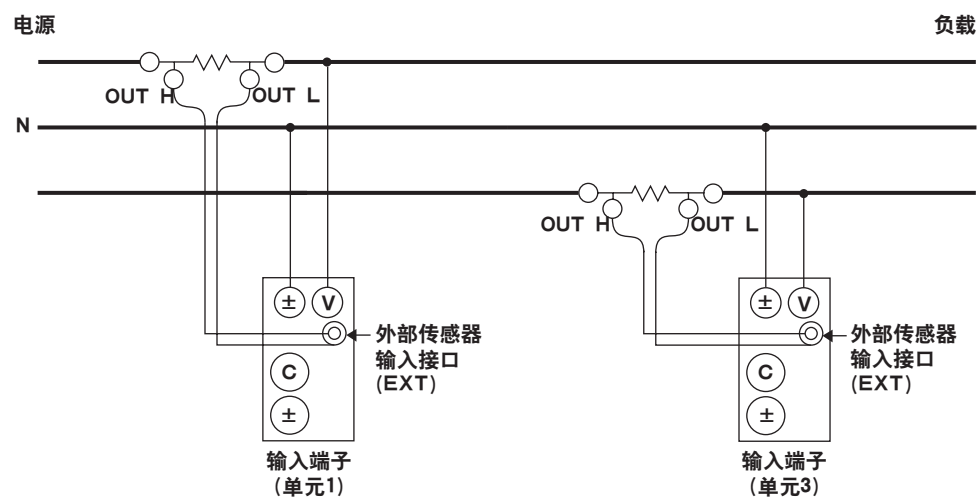 电源
负载
OUT H
OUT L
N
OUT H
OUT L
±
V
外部传感器
输入接口
(EXT)
C
±
输入端子
(单元1)
±
V
外部传感器
输入接口
(EXT)
C
±
输入端子
(单元3)